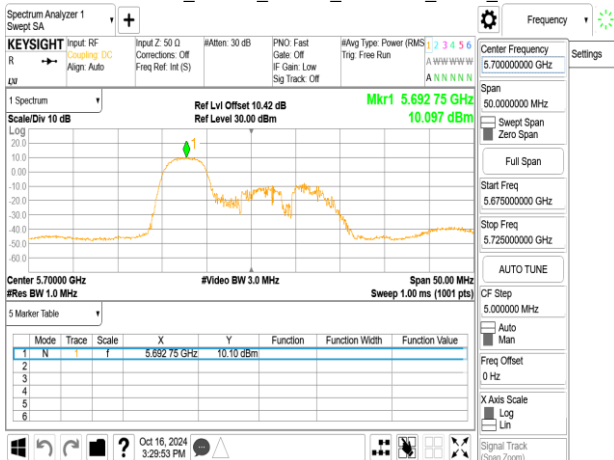 Spectrum Analyzer 1
Swept SA
+
Frequency
KEYSIGHT
R
LXI
Input: RF
Coupling: DC
Align: Auto
Input Z: 50 Ω
Corrections: Off
Freq Ref: Int (S)
#Atten: 30 dB
PNO: Fast
Gate: Off
IF Gain: Low
Sig Track: Off
#Avg Type: Power (RMS
Trig: Free Run
1 2 3 4 5 6
A W W W W W
A N N N N N
Center Frequency
5.700000000 GHz
Settings
1 Spectrum
Scale/Div 10 dB
Ref Lvl Offset 10.42 dB
Ref Level 30.00 dBm
Mkr1 5.692 75 GHz
10.097 dBm
Span
50.0000000 MHz
Swept Span
Zero Span
Full Span
Start Freq
5.675000000 GHz
Stop Freq
5.725000000 GHz
AUTO TUNE
CF Step
5.000000 MHz
Auto
Man
Freq Offset
0 Hz
X Axis Scale
Log
Lin
Signal Track
(Span Zoom)
Log
20.0
10.0
0.00
-10.0
-20.0
-30.0
-40.0
-50.0
-60.0
1
Center 5.70000 GHz
#Res BW 1.0 MHz
#Video BW 3.0 MHz
Span 50.00 MHz
Sweep 1.00 ms (1001 pts)
5 Marker Table
Mode Trace Scale X Y Function Function Width Function Value
1 N 1 f 5.692 75 GHz 10.10 dBm
2
3
4
5
6
?
Oct 16, 2024
3:29:53 PM